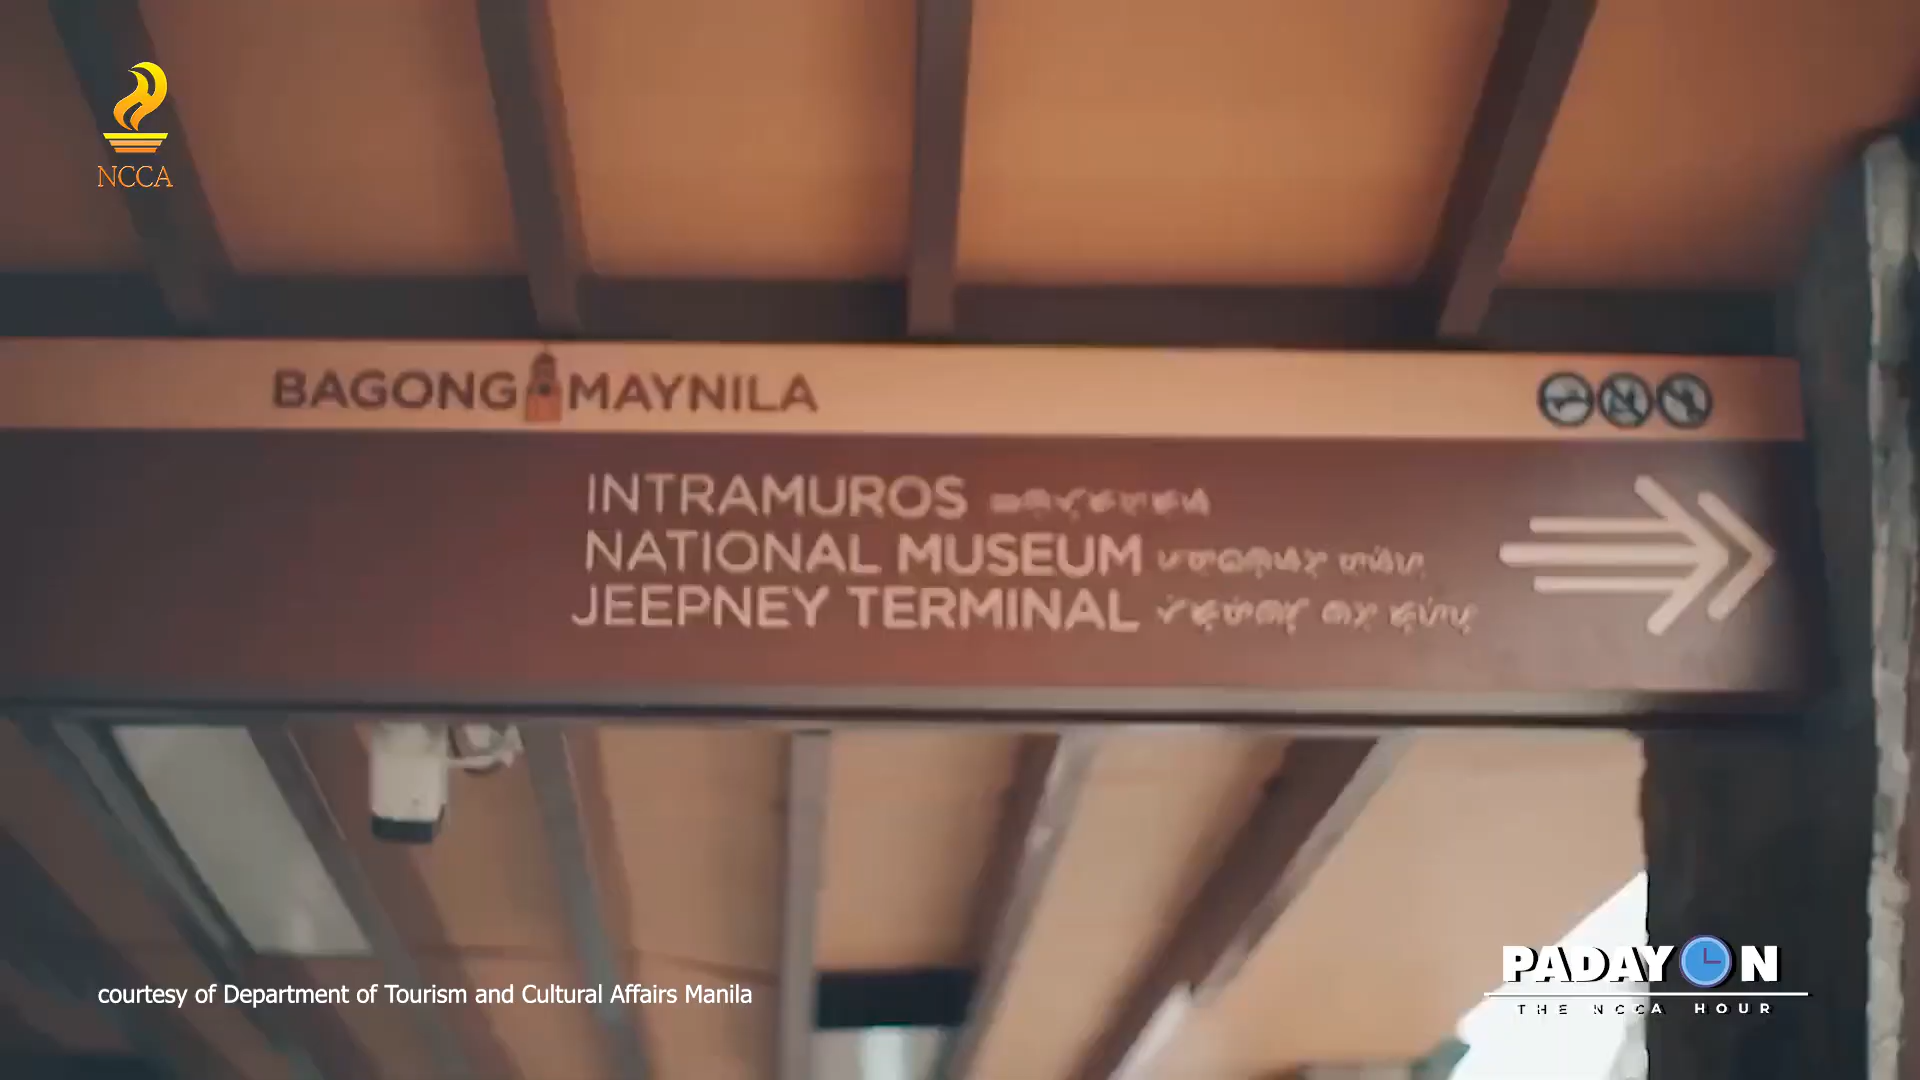 NCCA
BAGONG MAYNILA
INTRAMUROS
NATIONAL MUSEUM
JEEPNEY TERMINAL
courtesy of Department of Tourism and Cultural Affairs Manila
PADAYON
THE NCCA HOUR